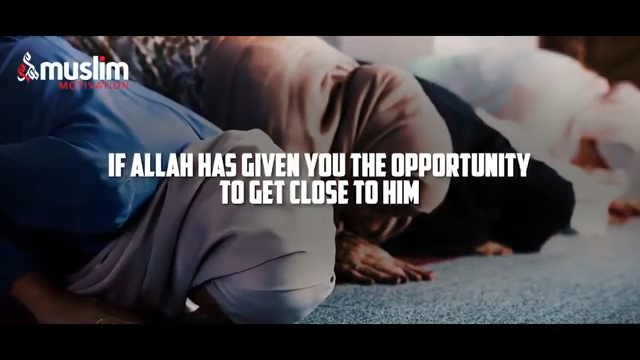 muslim
MOTIVATION
IF ALLAH HAS GIVEN YOU THE OPPORTUNITY
TO GET CLOSE TO HIM